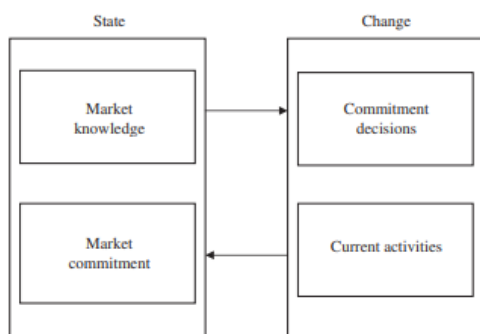 State
Change
Market
knowledge
Commitment
decisions
Market
commitment
Current activities